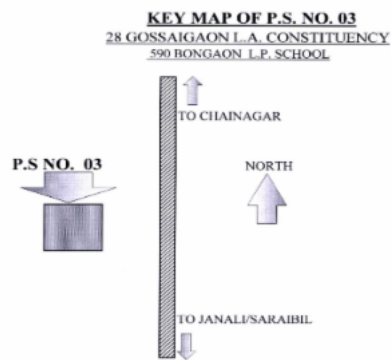 KEY MAP OF P.S. NO. 03
28 GOSSAIGAON L.A. CONSTITUENCY
590 BONGAON L.P. SCHOOL
TO CHAINAGAR
P.S NO. 03
NORTH
TO JANALI/SARAIBIL